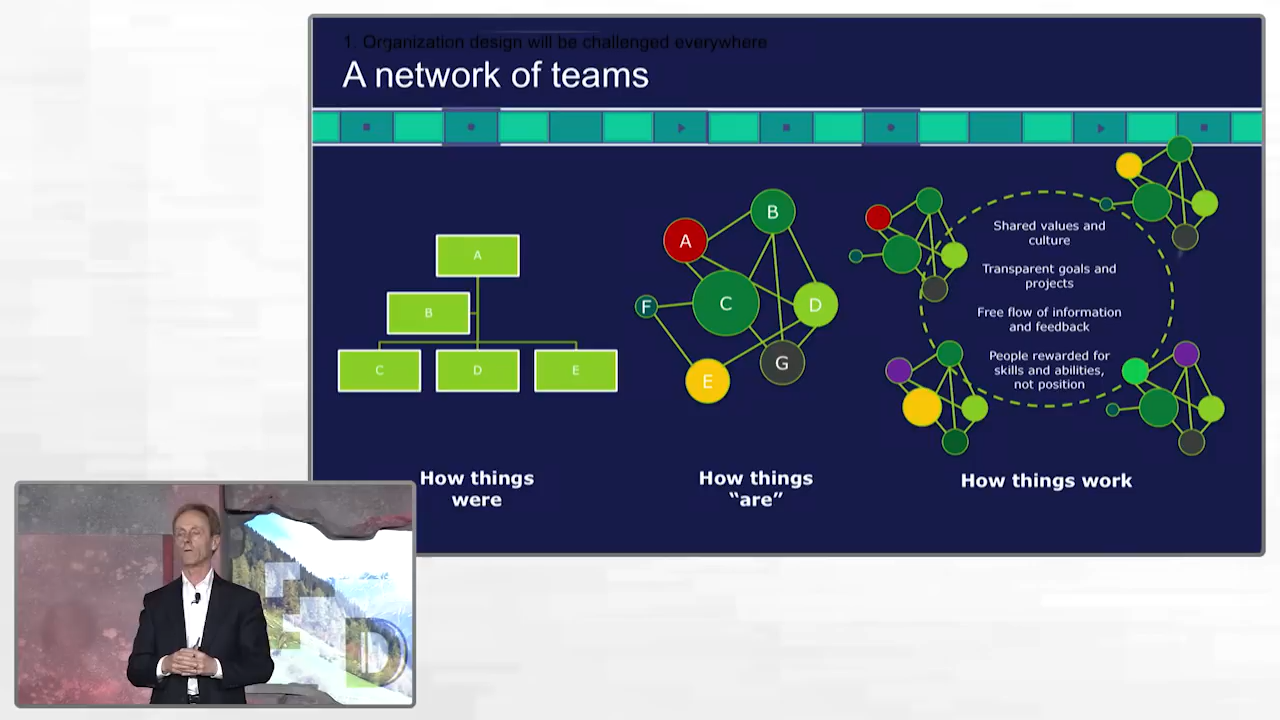 1. Organization design will be challenged everywhere
A network of teams
A
B
C
D
E
How things
were
A
B
C
D
E
F
G
How things
“are”
Shared values and
culture
Transparent goals and
projects
Free flow of information
and feedback
People rewarded for
skills and abilities,
not position
How things work
D